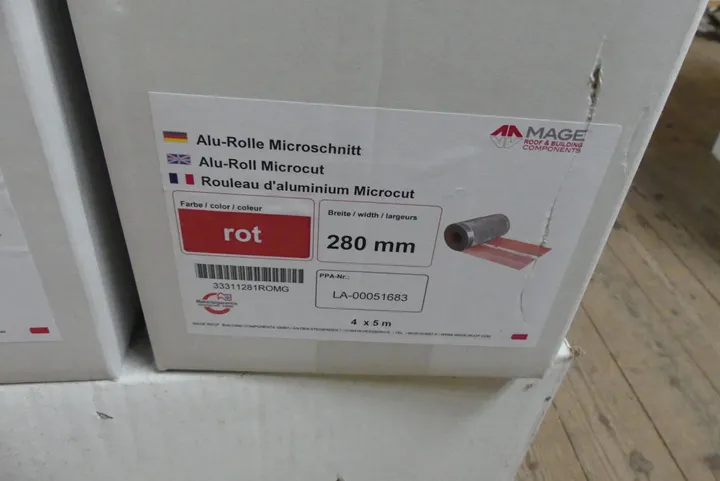 Alu-Rolle Microschnitt
Alu-Roll Microcut
Rouleau d'aluminium Microcut
MAGE
ROOF & BUILDING
COMPONENTS
Farbe / color / couleur
rot
Breite / width / largeurs
280 mm
33311281ROMG
PPA-Nr.:
LA-00051683
4 x 5 m